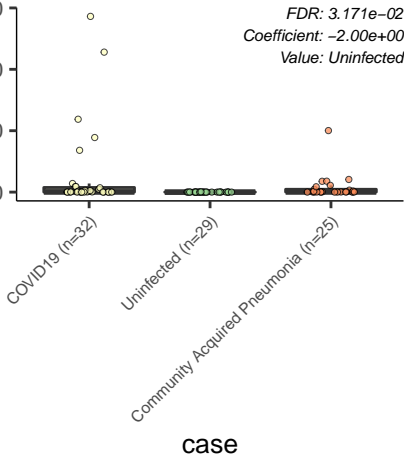 FDR: 3.171e−02
Coefficient: −2.00e+00
Value: Uninfected
COVID19 (n=32)
Uninfected (n=29)
Community Acquired Pneumonia (n=25)
case